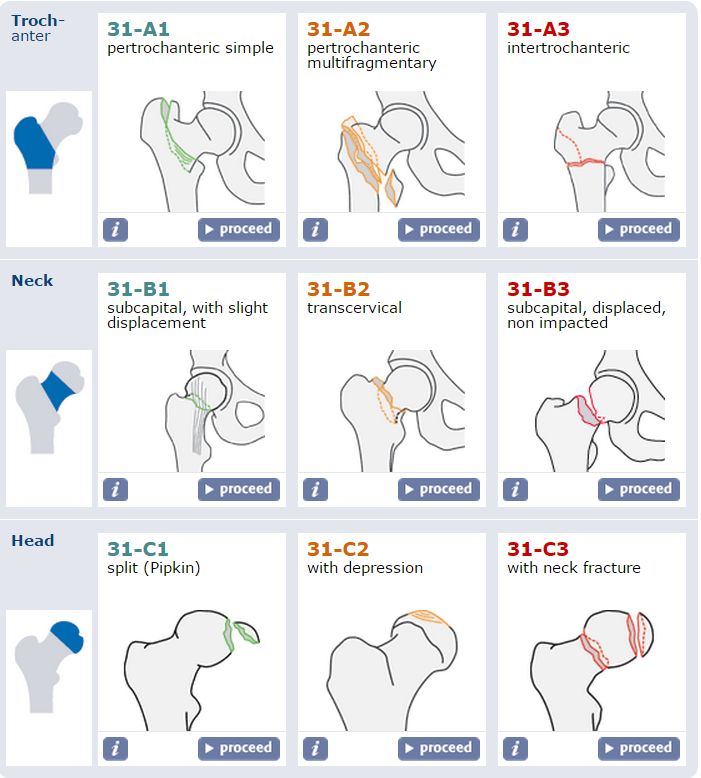 Troch-
anter
31-A1
pertrochanteric simple
31-A2
pertrochanteric
multifragmentary
31-A3
intertrochanteric
i
proceed
i
proceed
i
proceed
Neck
31-B1
subcapital, with slight
displacement
31-B2
transcervical
31-B3
subcapital, displaced,
non impacted
i
proceed
i
proceed
i
proceed
Head
31-C1
split (Pipkin)
31-C2
with depression
31-C3
with neck fracture
i
proceed
i
proceed
i
proceed